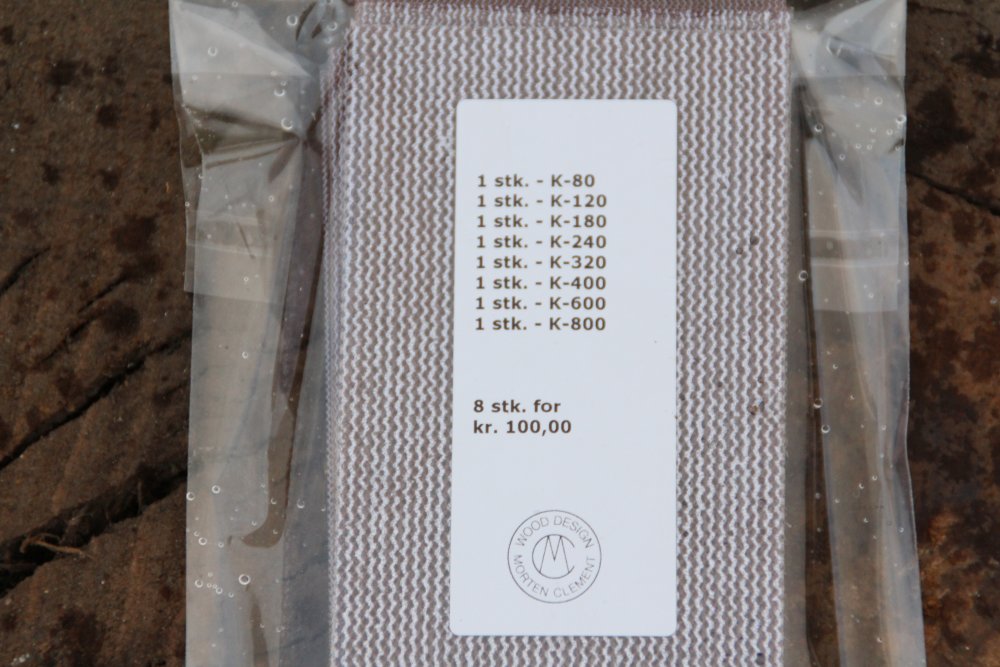 1 stk. - K-80
1 stk. - K-120
1 stk. - K-180
1 stk. - K-240
1 stk. - K-320
1 stk. - K-400
1 stk. - K-600
1 stk. - K-800
8 stk. for
kr. 100,00
WOOD DESIGN
MC
MORTEN CLEMENT